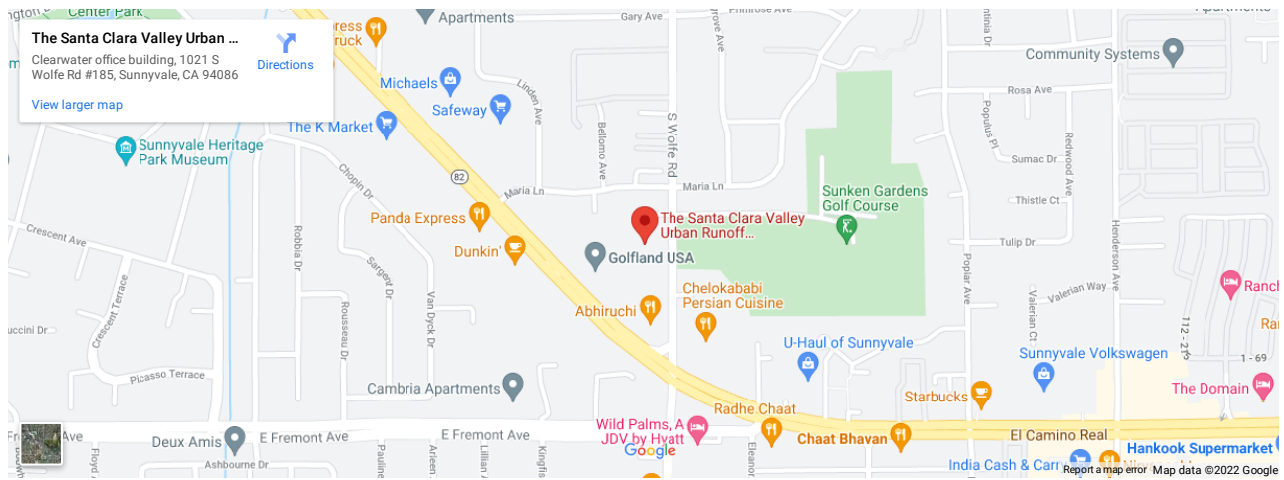 Center Park
The Santa Clara Valley Urban ...
Clearwater office building, 1021 S
Wolfe Rd #185, Sunnyvale, CA 94086
View larger map
Directions
Apartments
Gary Ave
Primrose Ave
Community Systems
Michaels
Safeway
The K Market
Linden Ave
Bellomo Ave
S Wolfe Rd
Rosa Ave
Populus Pl
Sumac Dr
Redwood Ave
Thistle Ct
Tulip Dr
Sunnyvale Heritage
Park Museum
Chopin Dr
82
Maria Ln
Maria Ln
Sunken Gardens
Golf Course
Panda Express
Dunkin'
The Santa Clara Valley
Urban Runoff...
Golfland USA
Crescent Ave
Robbia Dr
Sargent Dr
Crescent Terrace
Rousseau Dr
Van Dyck Dr
Abhiruchi
Chelokababi
Persian Cuisine
Poplar Ave
Henderson Ave
Valerian Way
Valerian Ct
Picasso Terrace
U-Haul of Sunnyvale
Sunnyvale Volkswagen
1 - 69
Cambria Apartments
Starbucks
The Domain
Wild Palms, A
JDV by Hyatt
Radhe Chaat
Chaat Bhavan
El Camino Real
Deux Amis
E Fremont Ave
E Fremont Ave
Ashbourne Dr
Floyd
Hankook Supermarket
India Cash & Carry
Google
Report a map error
Map data ©2022 Google